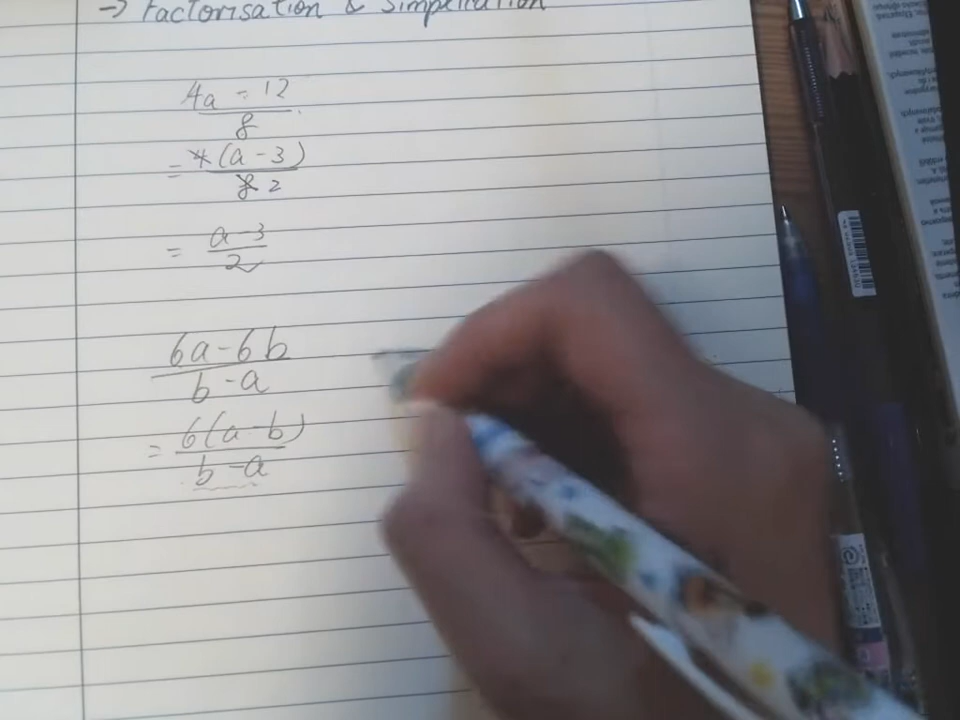 → Factorisation & Simplification
4a - 12
8
= 4(a - 3)
8 2
= a - 3
2
6a - 6b
b - a
= 6(a - b)
b - a